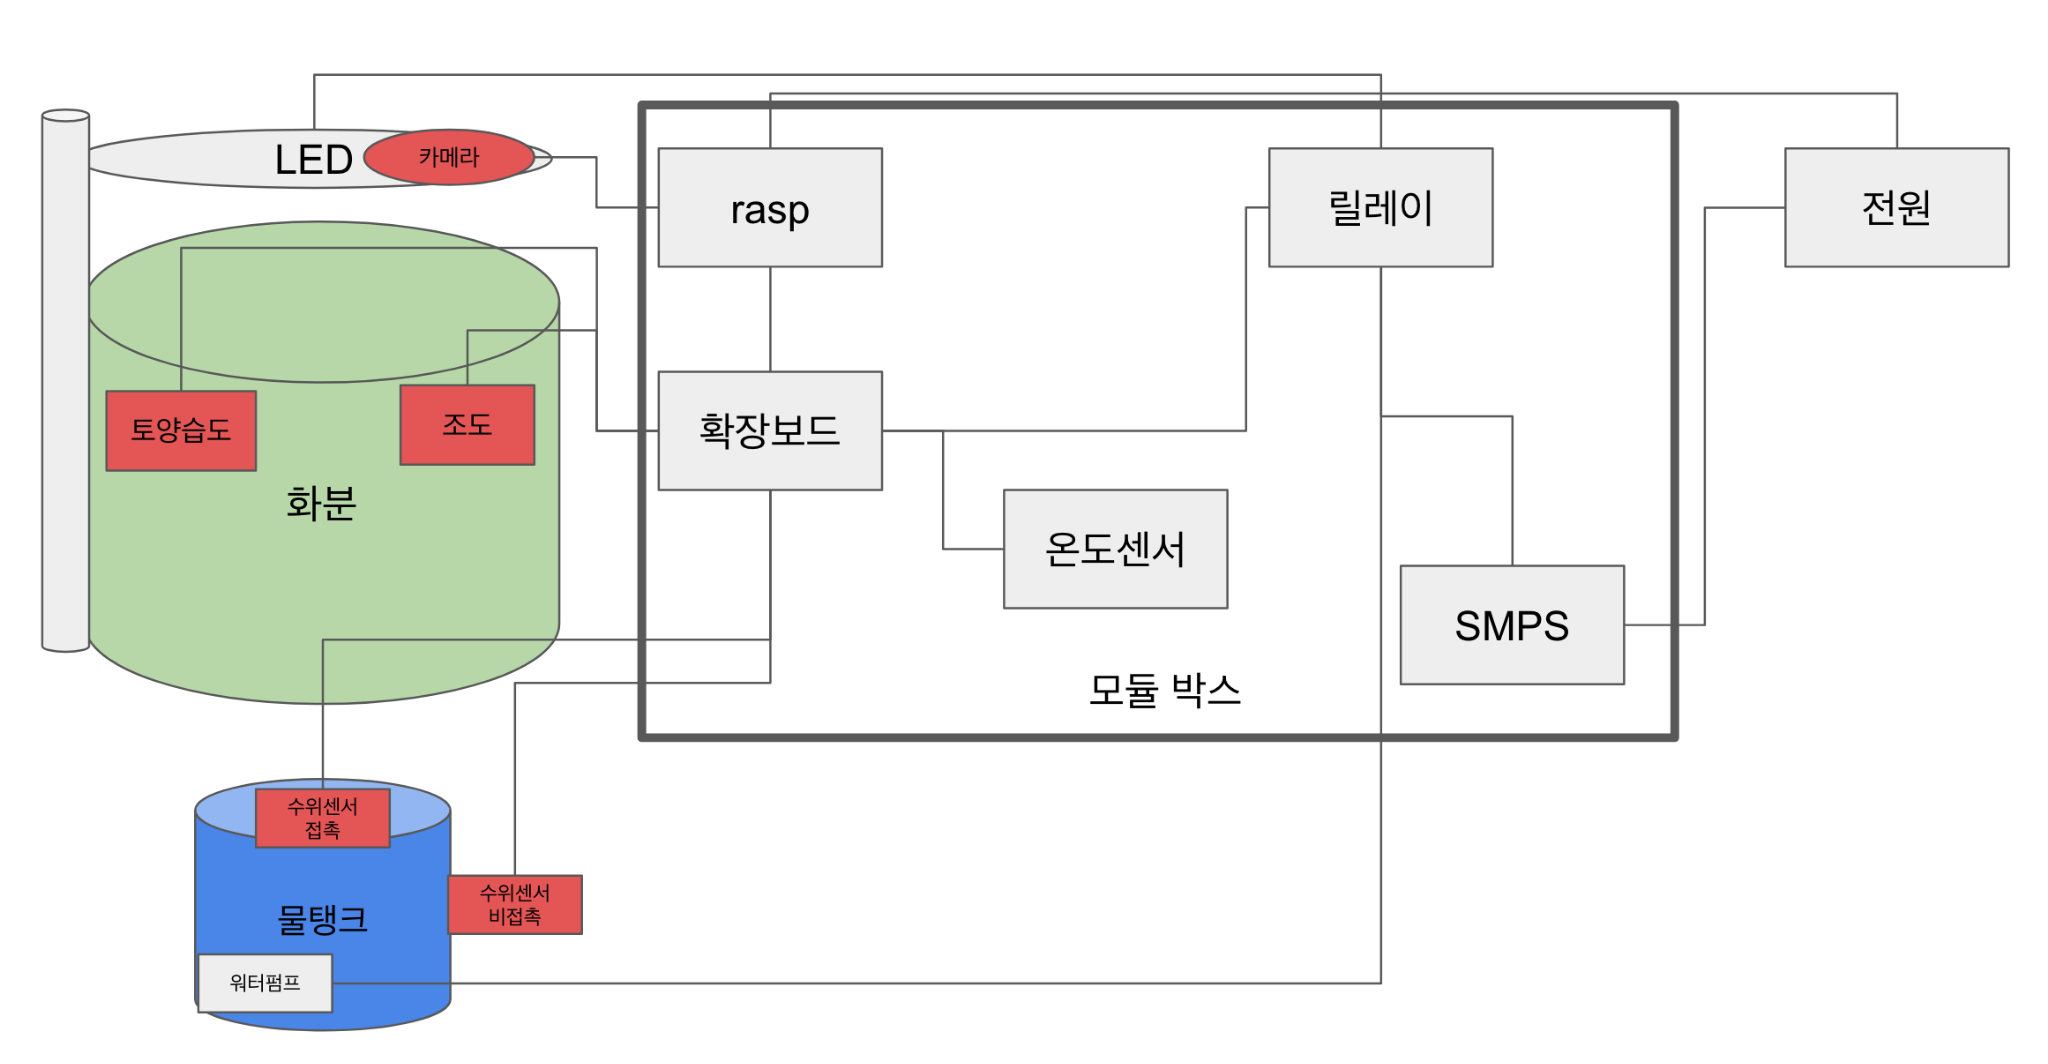 LED
카메라
rasp
릴레이
전원
토양습도
조도
확장보드
화분
온도센서
SMPS
모듈 박스
수위센서
접촉
수위센서
비접촉
물탱크
워터펌프